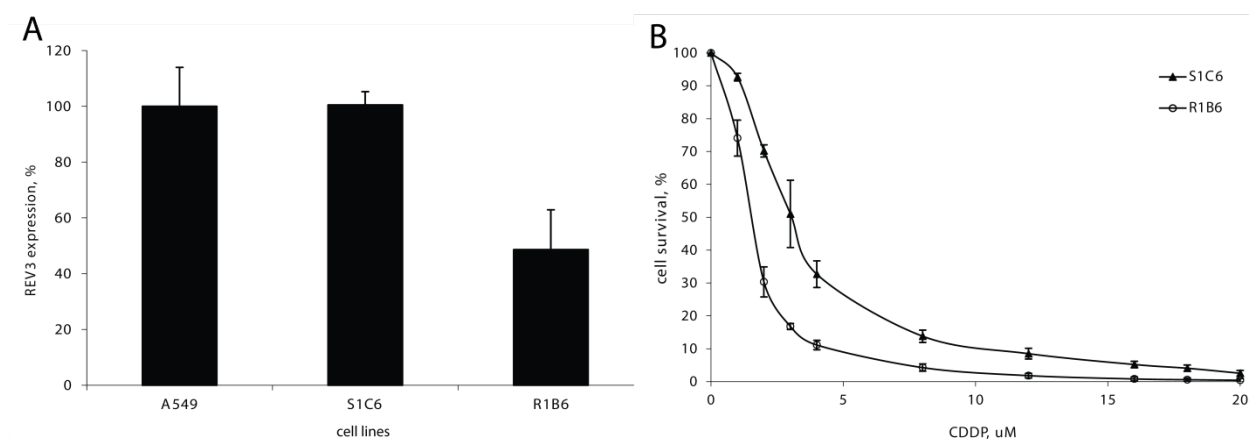 A
REV3 expression, %
120
100
80
60
40
20
0
A549 S1C6 R1B6
cell lines
B
cell survival, %
100
90
80
70
60
50
40
30
20
10
0
0 5 10 15 20
CDDP, uM
S1C6
R1B6